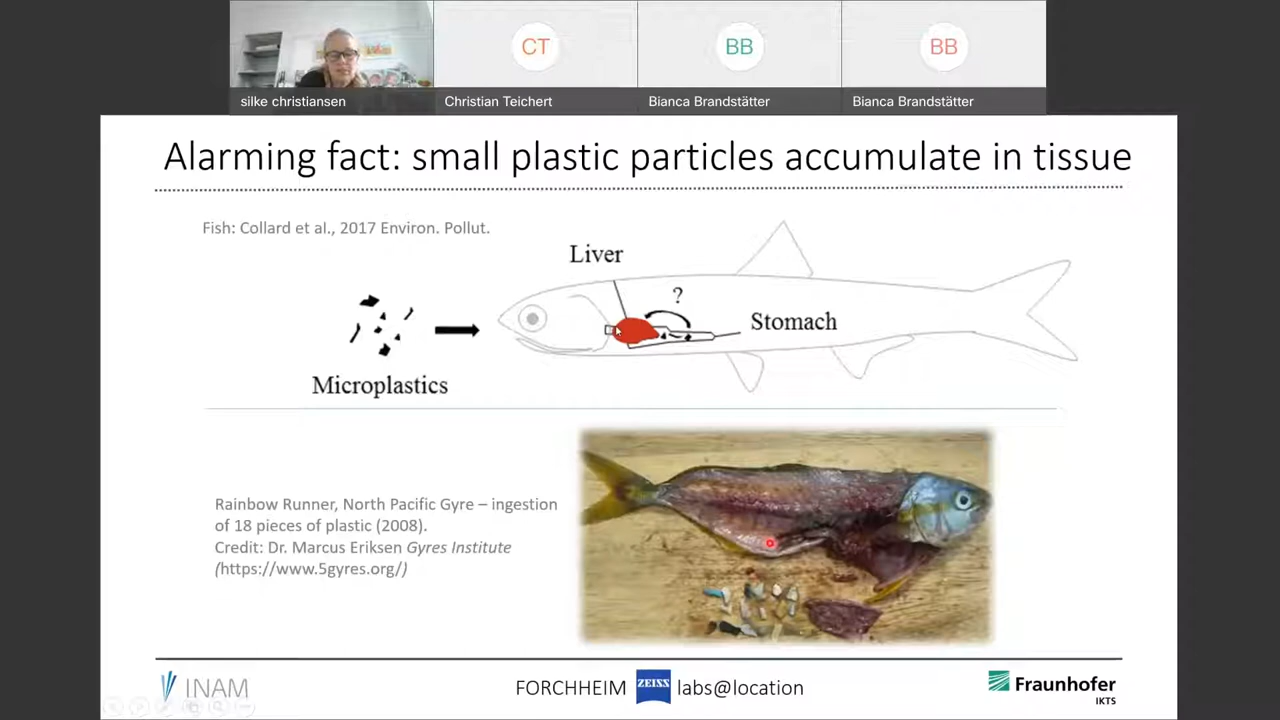 CT
BB
BB
silke christiansen
Christian Teichert
Bianca Brandstätter
Bianca Brandstätter
Alarming fact: small plastic particles accumulate in tissue
Fish: Collard et al., 2017 Environ. Pollut.
Liver
?
Stomach
Microplastics
Rainbow Runner, North Pacific Gyre – ingestion
of 18 pieces of plastic (2008).
Credit: Dr. Marcus Eriksen Gyres Institute
(https://www.5gyres.org/)
INAM
FORCHHEIM ZEISS labs@location
Fraunhofer
IKTS